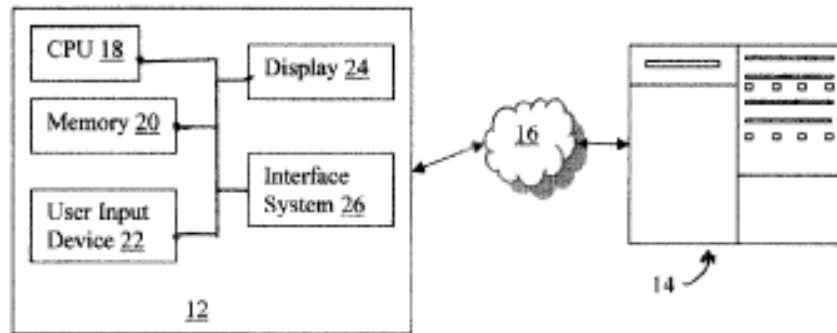 CPU 18
Display 24
Memory 20
Interface
System 26
User Input
Device 22
12
16
14